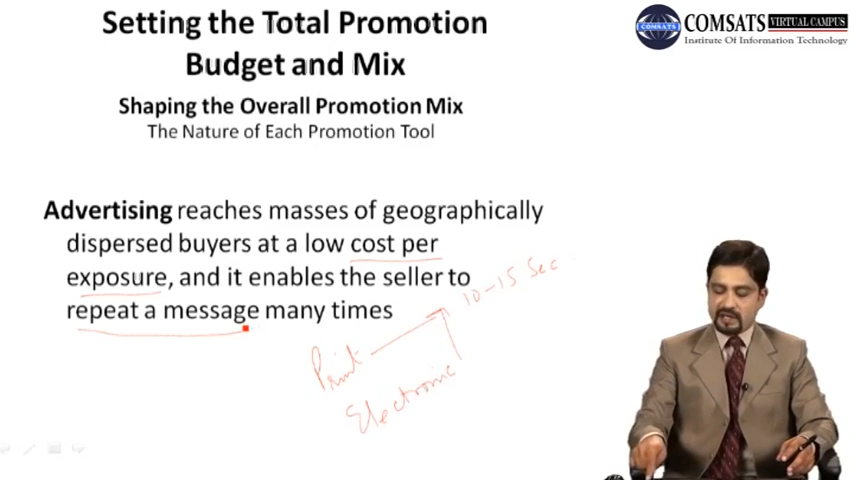 Setting the Total Promotion
Budget and Mix
COMSATS VIRTUAL CAMPUS
Institute Of Information Technology
COMSATS
Shaping the Overall Promotion Mix
The Nature of Each Promotion Tool
Advertising reaches masses of geographically
dispersed buyers at a low cost per
exposure, and it enables the seller to
repeat a message many times
10-15 Sec
Print
Electronic